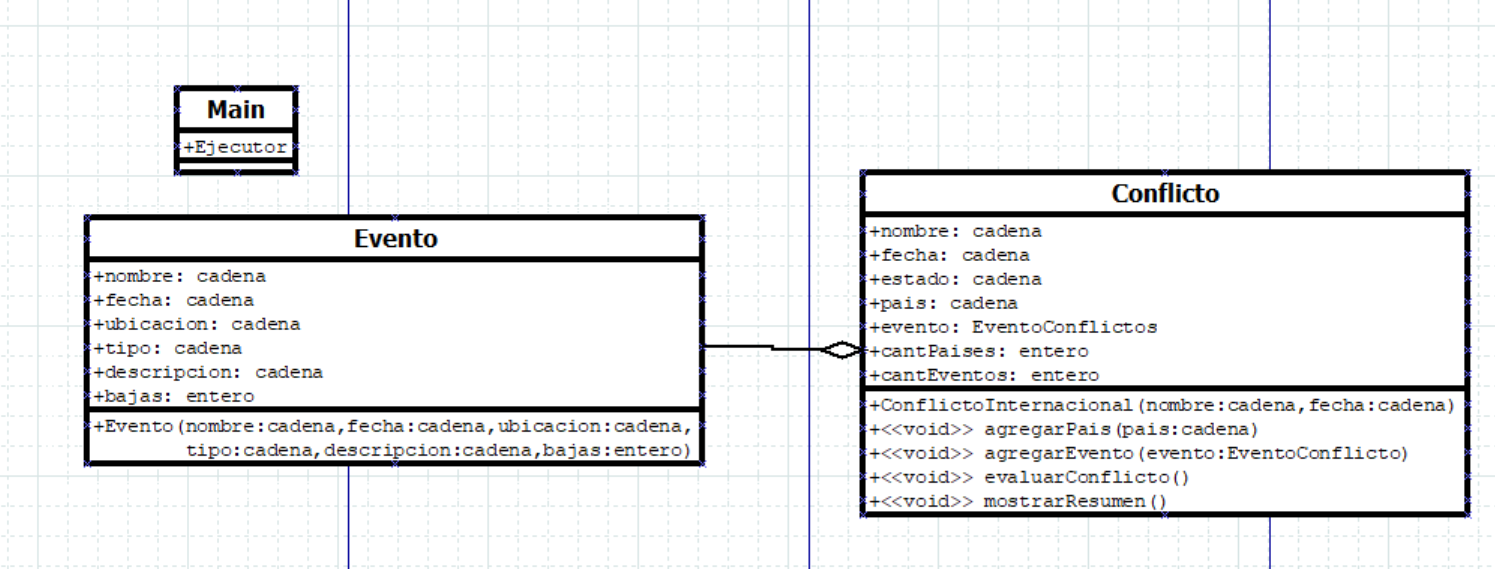 Main
+Ejecutor
Evento
+nombre: cadena
+fecha: cadena
+ubicacion: cadena
+tipo: cadena
+descripcion: cadena
+bajas: entero
+Evento(nombre:cadena,fecha:cadena,ubicacion:cadena,
tipo:cadena,descripcion:cadena,bajas:entero)
Conflicto
+nombre: cadena
+fecha: cadena
+estado: cadena
+pais: cadena
+evento: EventoConflictos
+cantPaises: entero
+cantEventos: entero
+ConflictoInternacional(nombre:cadena,fecha:cadena)
+<<void>> agregarPais(pais:cadena)
+<<void>> agregarEvento(evento:EventoConflicto)
+<<void>> evaluarConflicto()
+<<void>> mostrarResumen()